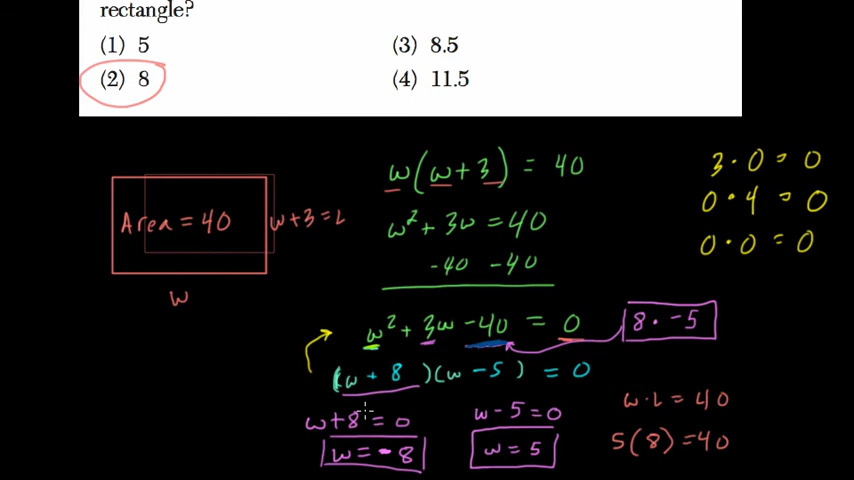 rectangle?
(1) 5
(3) 8.5
(2) 8
(4) 11.5
w(w+3) = 40
w² + 3w = 40
-40 -40
w² + 3w -40 = 0
(w + 8)(w -5) = 0
w+8 = 0
w = -8
w-5=0
w = 5
Area = 40
w+3=L
w
3 · 0 = 0
0 · 4 = 0
0 · 0 = 0
8 · -5
w·L = 40
5(8) = 40